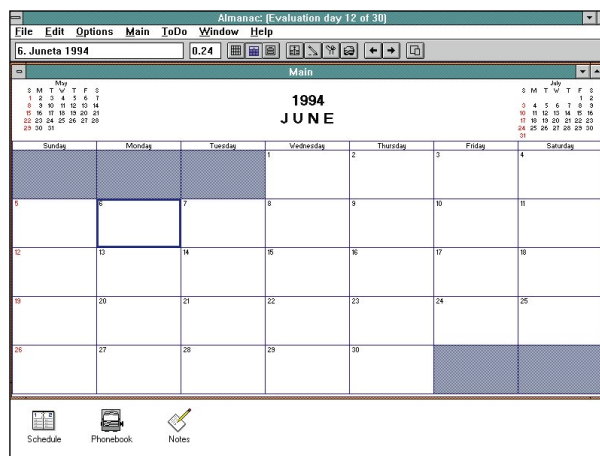 Almanac: (Evaluation day 12 of 30)
File Edit Options Main ToDo Window Help
6. Juneta 1994
0.24
Main
May
S M T W T F S
1 2 3 4 5 6 7
8 9 10 11 12 13 14
15 16 17 18 19 20 21
22 23 24 25 26 27 28
29 30 31
1994
JUNE
July
S M T W T F S
1 2
3 4 5 6 7 8 9
10 11 12 13 14 15 16
17 18 19 20 21 22 23
24 25 26 27 28 29 30
31
Sunday Monday Tuesday Wednesday Thursday Friday Saturday
1 2 3 4
5 6 7 8 9 10 11
12 13 14 15 16 17 18
19 20 21 22 23 24 25
26 27 28 29 30
Schedule Phonebook Notes